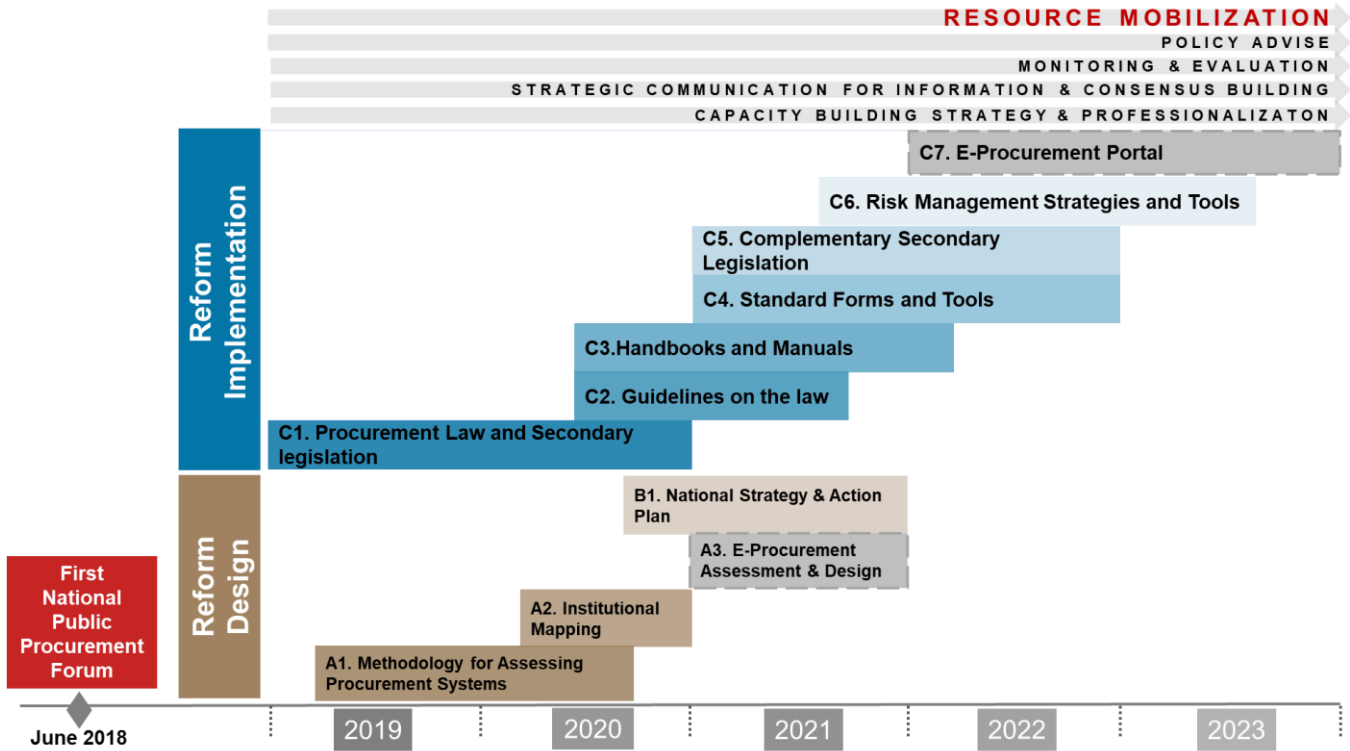 RESOURCE MOBILIZATION
POLICY ADVISE
MONITORING & EVALUATION
STRATEGIC COMMUNICATION FOR INFORMATION & CONSENSUS BUILDING
CAPACITY BUILDING STRATEGY & PROFESSIONALIZATON
Reform
Implementation
C7. E-Procurement Portal
C6. Risk Management Strategies and Tools
C5. Complementary Secondary
Legislation
C4. Standard Forms and Tools
C3.Handbooks and Manuals
C2. Guidelines on the law
C1. Procurement Law and Secondary
legislation
Reform
Design
B1. National Strategy & Action
Plan
A3. E-Procurement
Assessment & Design
A2. Institutional
Mapping
A1. Methodology for Assessing
Procurement Systems
First
National
Public
Procurement
Forum
June 2018
2019
2020
2021
2022
2023